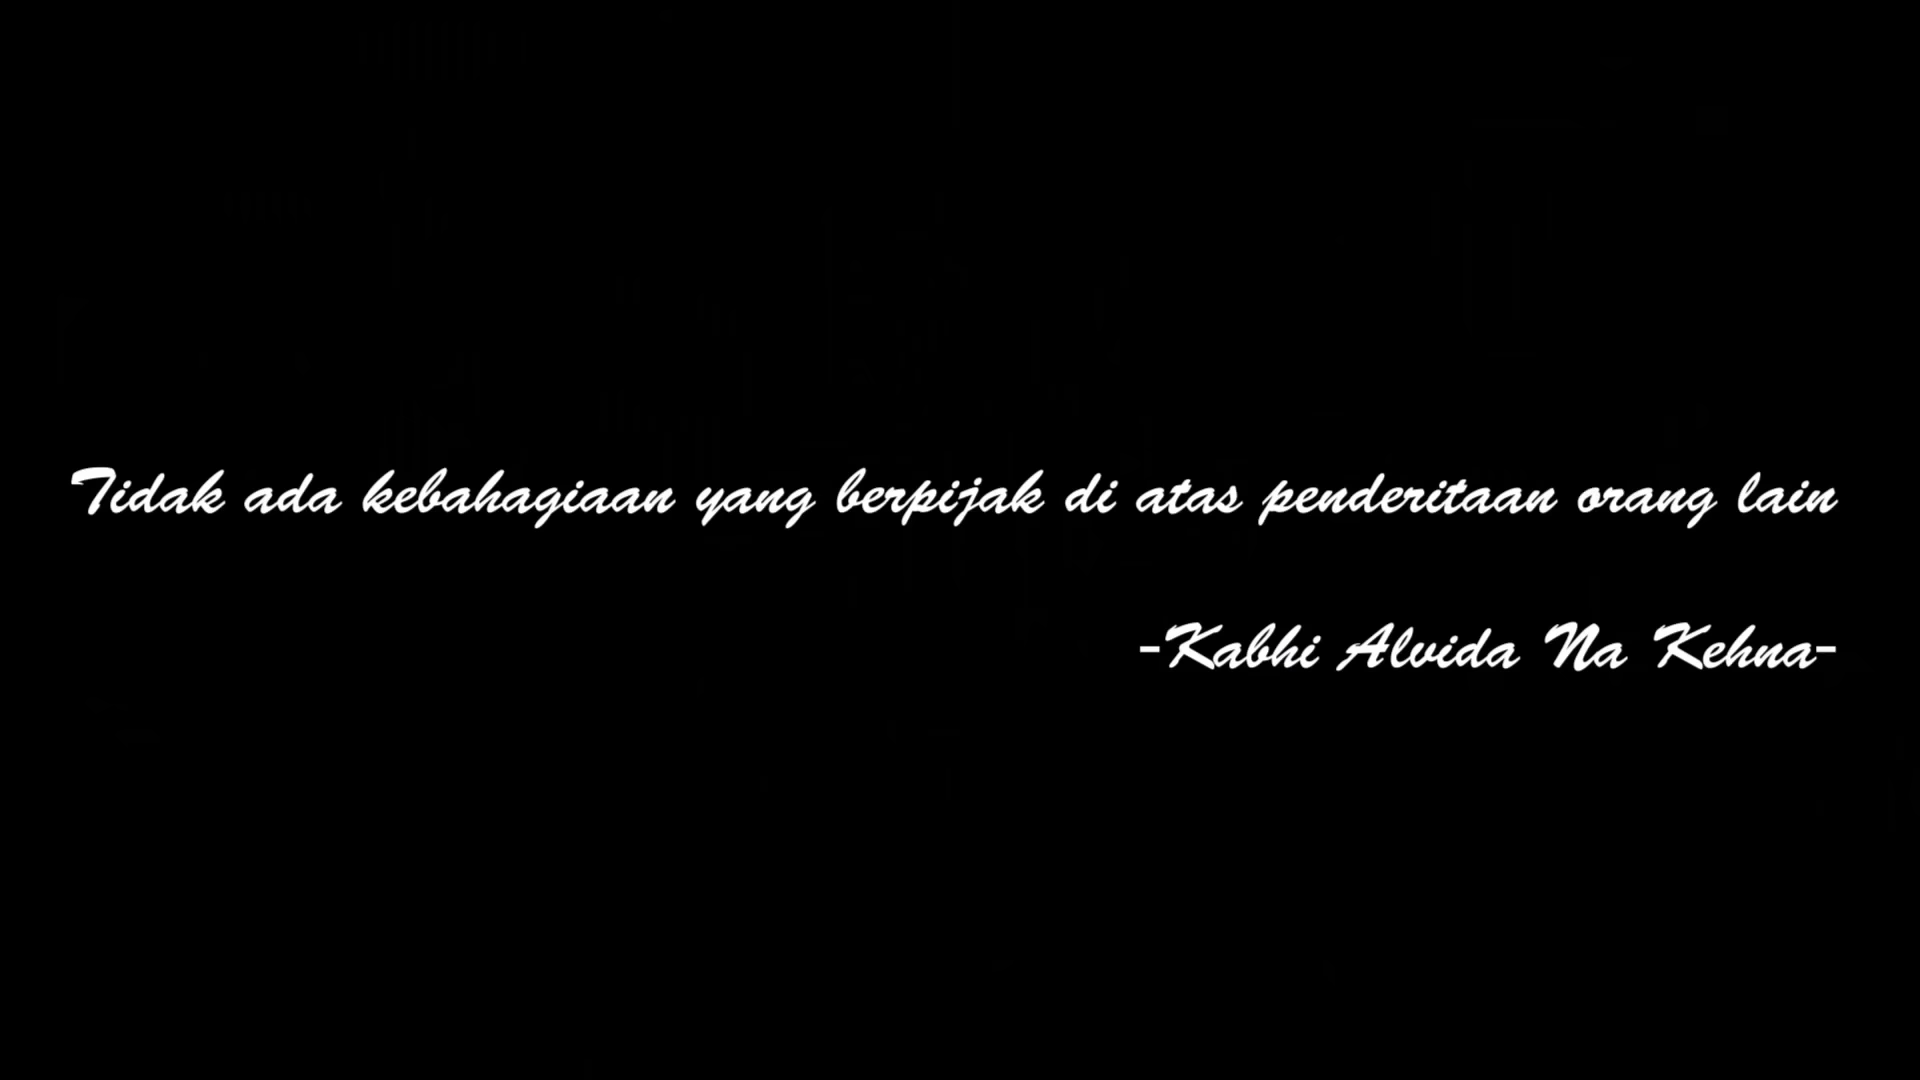 Tidak ada kebahagiaan yang berpijak di atas penderitaan orang lain
-Kabhi Alvida Na Kehna-